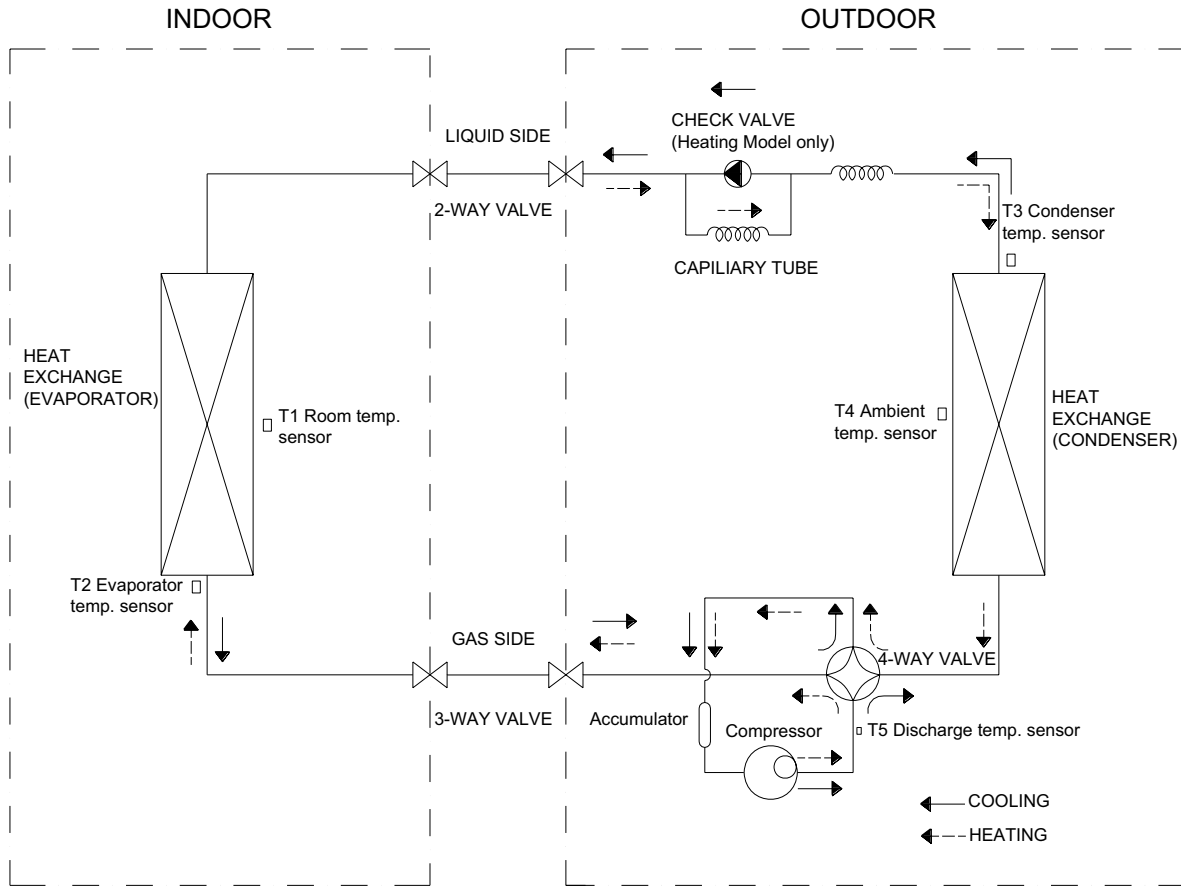 INDOOR
OUTDOOR
LIQUID SIDE
2-WAY VALVE
CHECK VALVE
(Heating Model only)
CAPILIARY TUBE
T3 Condenser
temp. sensor
HEAT
EXCHANGE
(EVAPORATOR)
T1 Room temp.
sensor
T4 Ambient
temp. sensor
HEAT
EXCHANGE
(CONDENSER)
T2 Evaporator
temp. sensor
GAS SIDE
3-WAY VALVE
4-WAY VALVE
Accumulator
Compressor
T5 Discharge temp. sensor
COOLING
HEATING